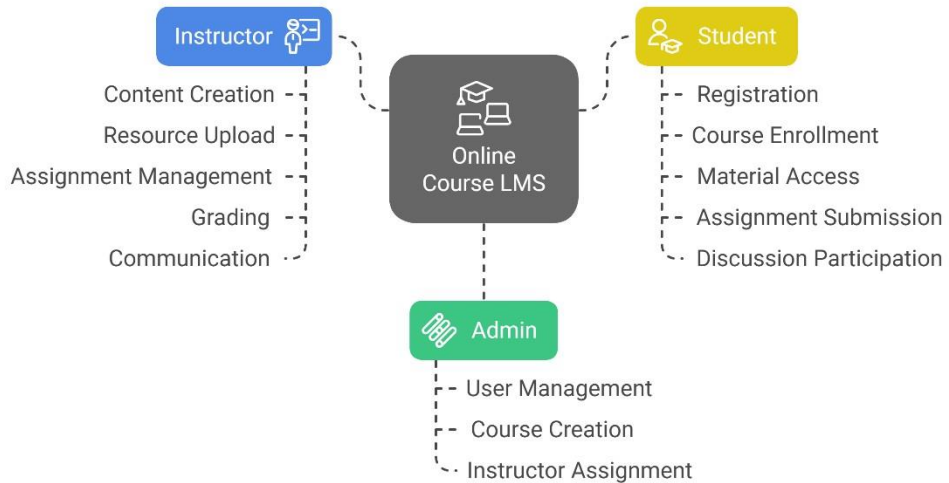 Instructor
Content Creation
Resource Upload
Assignment Management
Grading
Communication
Online
Course LMS
Student
Registration
Course Enrollment
Material Access
Assignment Submission
Discussion Participation
Admin
User Management
Course Creation
Instructor Assignment